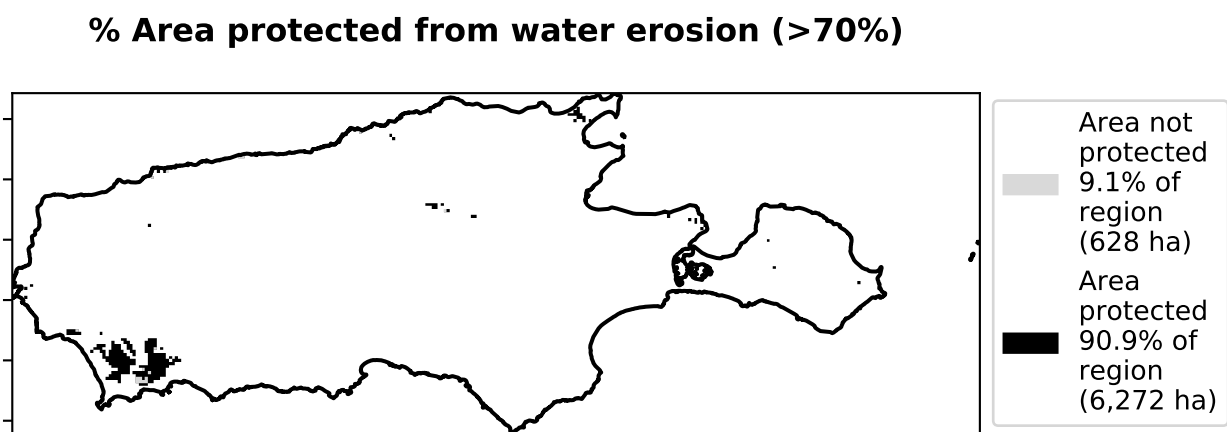 % Area protected from water erosion (>70%)
Area not
protected
9.1% of
region
(628 ha)
Area
protected
90.9% of
region
(6,272 ha)